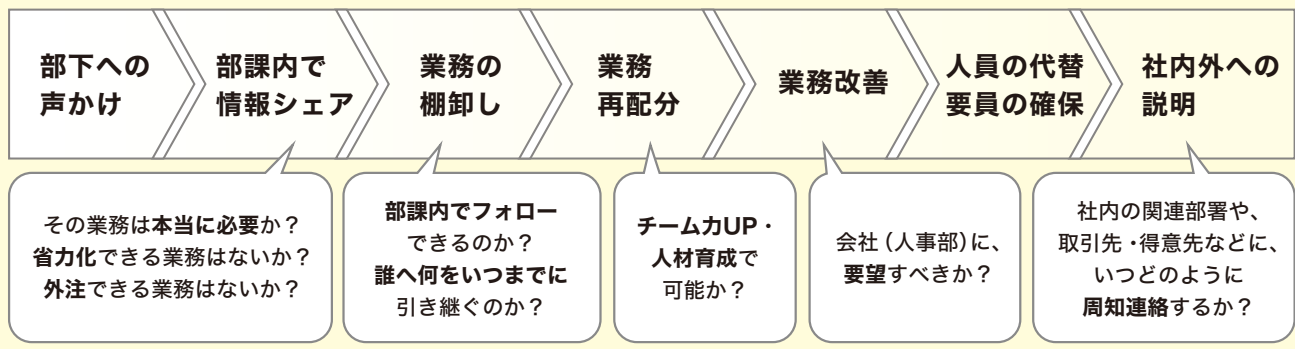 部下への
声かけ
部課内で
情報シェア
業務の
棚卸し
業務
再配分
業務改善
人員の代替
要員の確保
社内外への
説明
その業務は本当に必要か？
省力化できる業務はないか？
外注できる業務はないか？
部課内でフォロー
できるのか？
誰へ何をいつまでに
引き継ぐのか？
チーム力UP・
人材育成で
可能か？
会社（人事部）に、
要望すべきか？
社内の関連部署や、
取引先・得意先などに、
いつどのように
周知連絡するか？